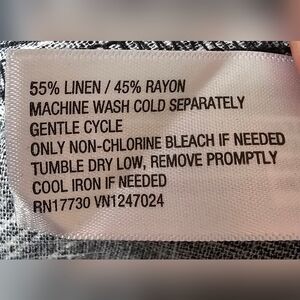 55% LINEN / 45% RAYON
MACHINE WASH COLD SEPARATELY
GENTLE CYCLE
ONLY NON-CHLORINE BLEACH IF NEEDED
TUMBLE DRY LOW, REMOVE PROMPTLY
COOL IRON IF NEEDED
RN17730 VN1247024